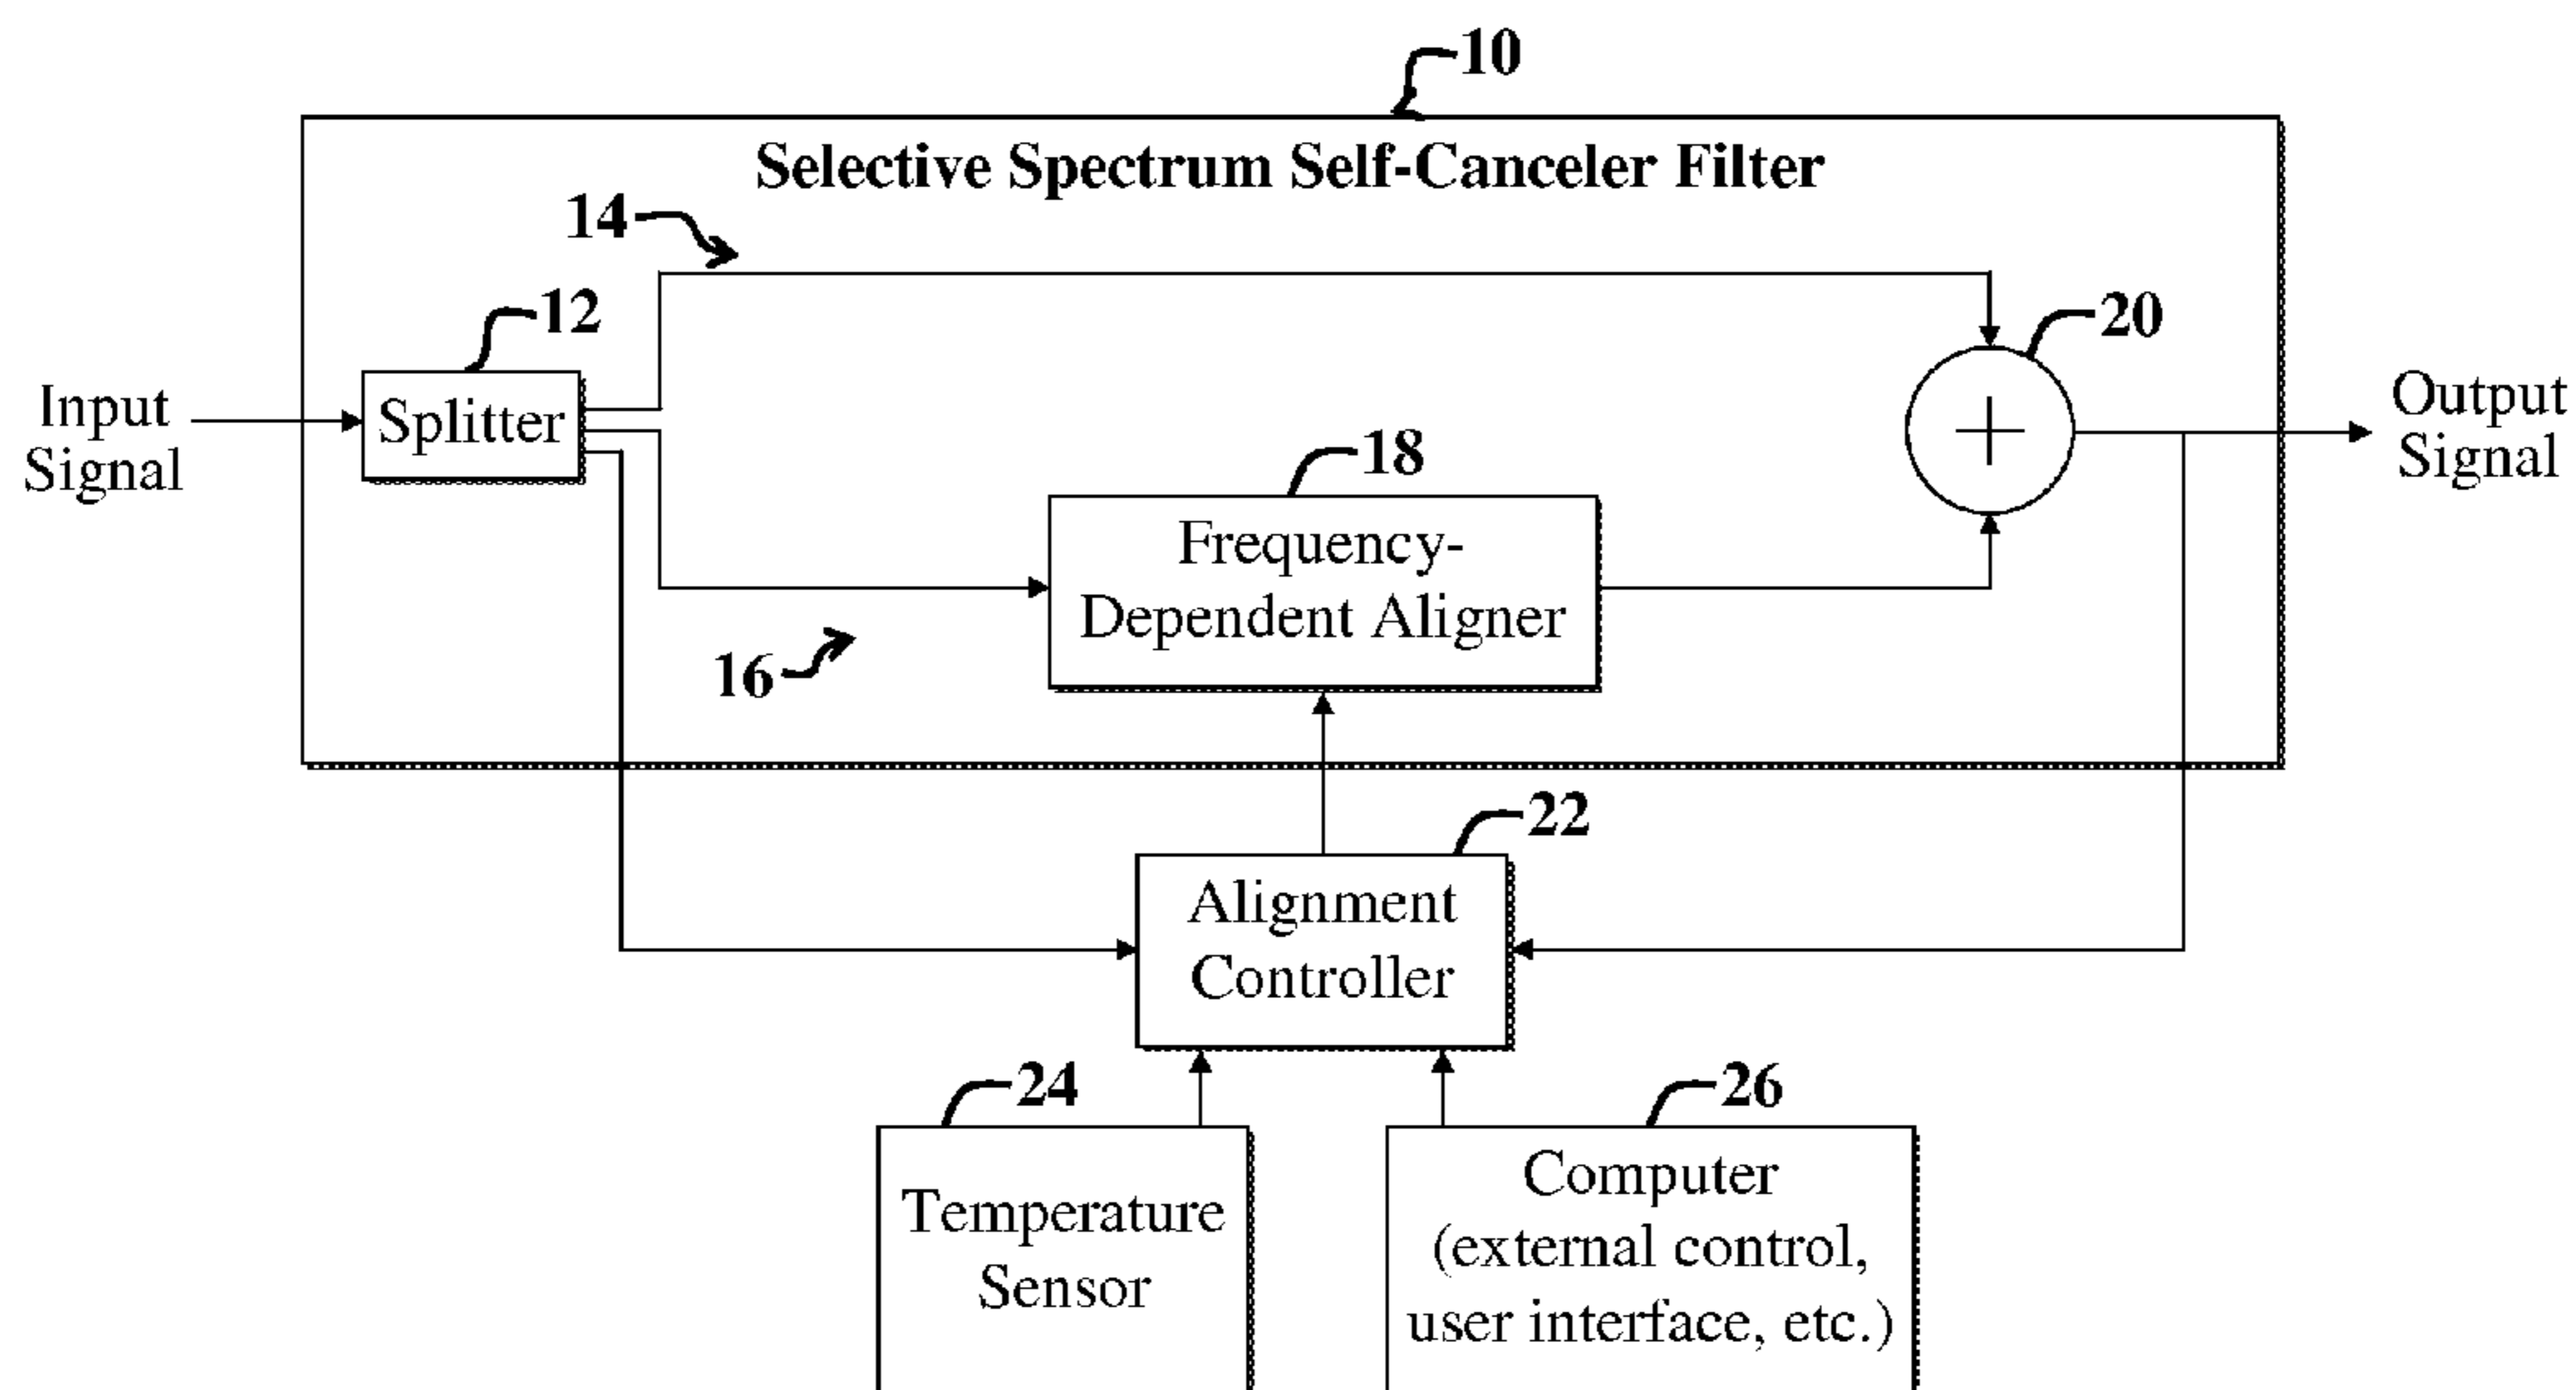 10
Selective Spectrum Self-Canceler Filter
14
12
20
Input
Signal
Splitter
Output
Signal
18
Frequency-
Dependent Aligner
16
22
Alignment
Controller
24
26
Temperature
Sensor
Computer
(external control,
user interface, etc.)